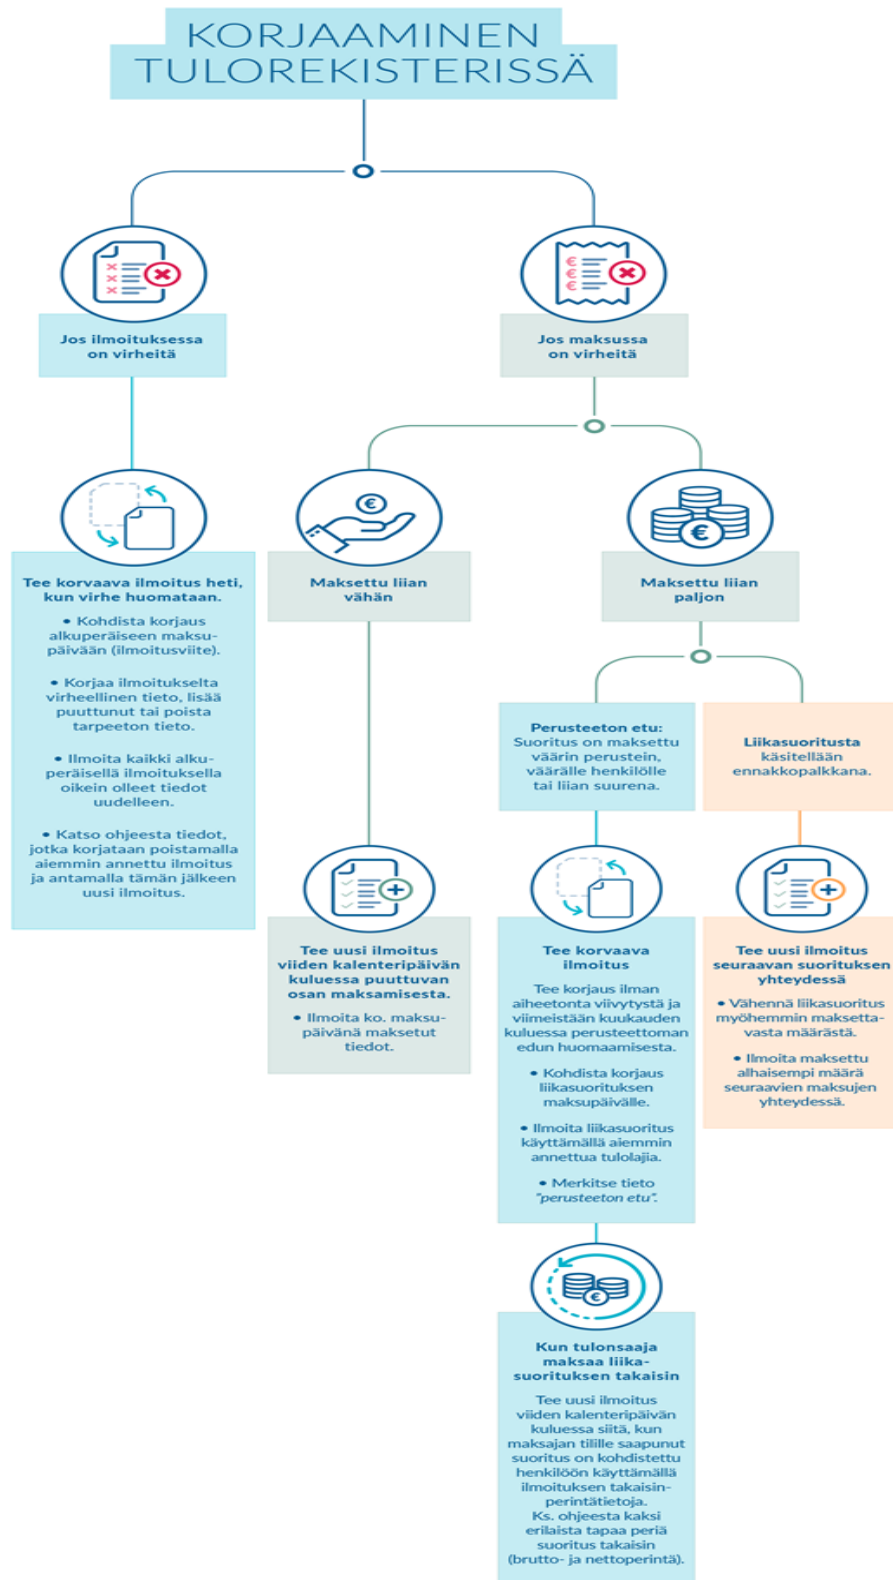 KORJAAMINEN
TULOREKISTERISSÄ
Jos ilmoituksessa
on virheitä
Jos maksussa
on virheitä
Tee korvaava ilmoitus heti,
kun virhe huomataan.
• Kohdista korjaus
alkuperäiseen maksu-
päivään (ilmoitusviite).
• Korjaa ilmoitukselta
virheellinen tieto, lisää
puuttunut tai poista
tarpeeton tieto.
• Ilmoita kaikki alku-
peräisellä ilmoituksella
oikein olleet tiedot
uudelleen.
• Katso ohjeesta tiedot,
jotka korjataan poistamalla
aiemmin annettu ilmoitus
ja antamalla tämän jälkeen
uusi ilmoitus.
Maksettu liian
vähän
Maksettu liian
paljon
Tee uusi ilmoitus
viiden kalenteripäivän
kuluessa puuttuvan
osan maksamisesta.
• Ilmoita ko. maksu-
päivänä maksetut
tiedot.
Perusteeton etu:
Suoritus on maksettu
väärin perustein,
väärälle henkilölle
tai liian suurena.
Tee korvaava
ilmoitus
Tee korjaus ilman
aiheetonta viivytystä ja
viimeistään kuukauden
kuluessa perusteettoman
edun huomaamisesta.
• Kohdista korjaus
liikasuorituksen
maksupäivälle.
• Ilmoita liikasuoritus
käyttämällä aiemmin
annettua tulolajia.
• Merkitse tieto
"perusteeton etu".
Kun tulonsaaja
maksaa liika-
suorituksen takaisin
Tee uusi ilmoitus
viiden kalenteripäivän
kuluessa siitä, kun
maksajan tilille saapunut
suoritus on kohdistettu
henkilöön käyttämällä
ilmoituksen takaisin-
perintätietoja.
Ks. ohjeesta kaksi
erilaista tapaa periä
suoritus takaisin
(brutto- ja nettoperintä).
Liikasuoritusta
käsitellään
ennakkopalkkana.
Tee uusi ilmoitus
seuraavan suorituksen
yhteydessä
• Vähennä liikasuoritus
myöhemmin maksetta-
vasta määrästä.
• Ilmoita maksettu
alhaisempi määrä
seuraavien maksujen
yhteydessä.